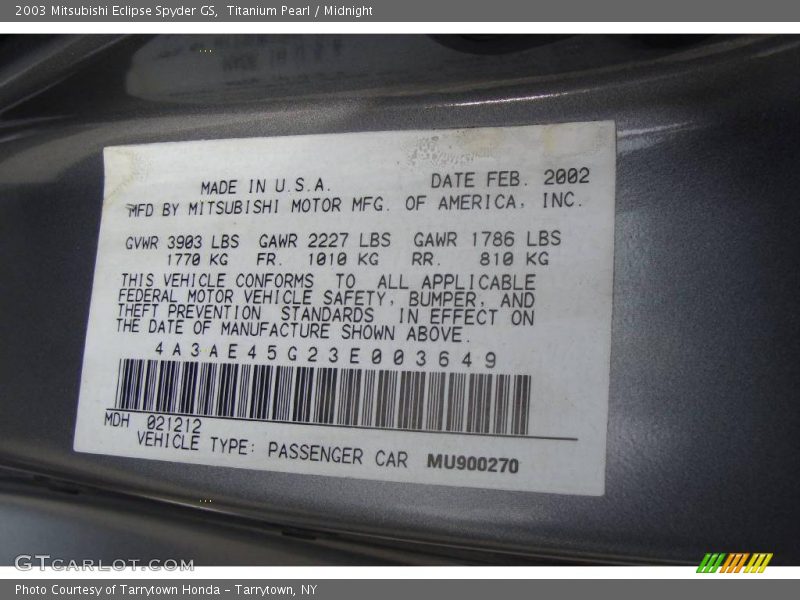 2003 Mitsubishi Eclipse Spyder GS,  Titanium Pearl / Midnight
MADE IN U.S.A. DATE FEB. 2002
MFD BY MITSUBISHI MOTOR MFG. OF AMERICA, INC.
GVWR 3903 LBS GAWR 2227 LBS GAWR 1786 LBS
1770 KG FR. 1010 KG RR. 810 KG
THIS VEHICLE CONFORMS TO ALL APPLICABLE
FEDERAL MOTOR VEHICLE SAFETY, BUMPER, AND
THEFT PREVENTION STANDARDS IN EFFECT ON
THE DATE OF MANUFACTURE SHOWN ABOVE.
4A3AE45G23E003649
MDH 021212
VEHICLE TYPE: PASSENGER CAR MU900270
GTcarlot.com
Photo Courtesy of Tarrytown Honda - Tarrytown, NY